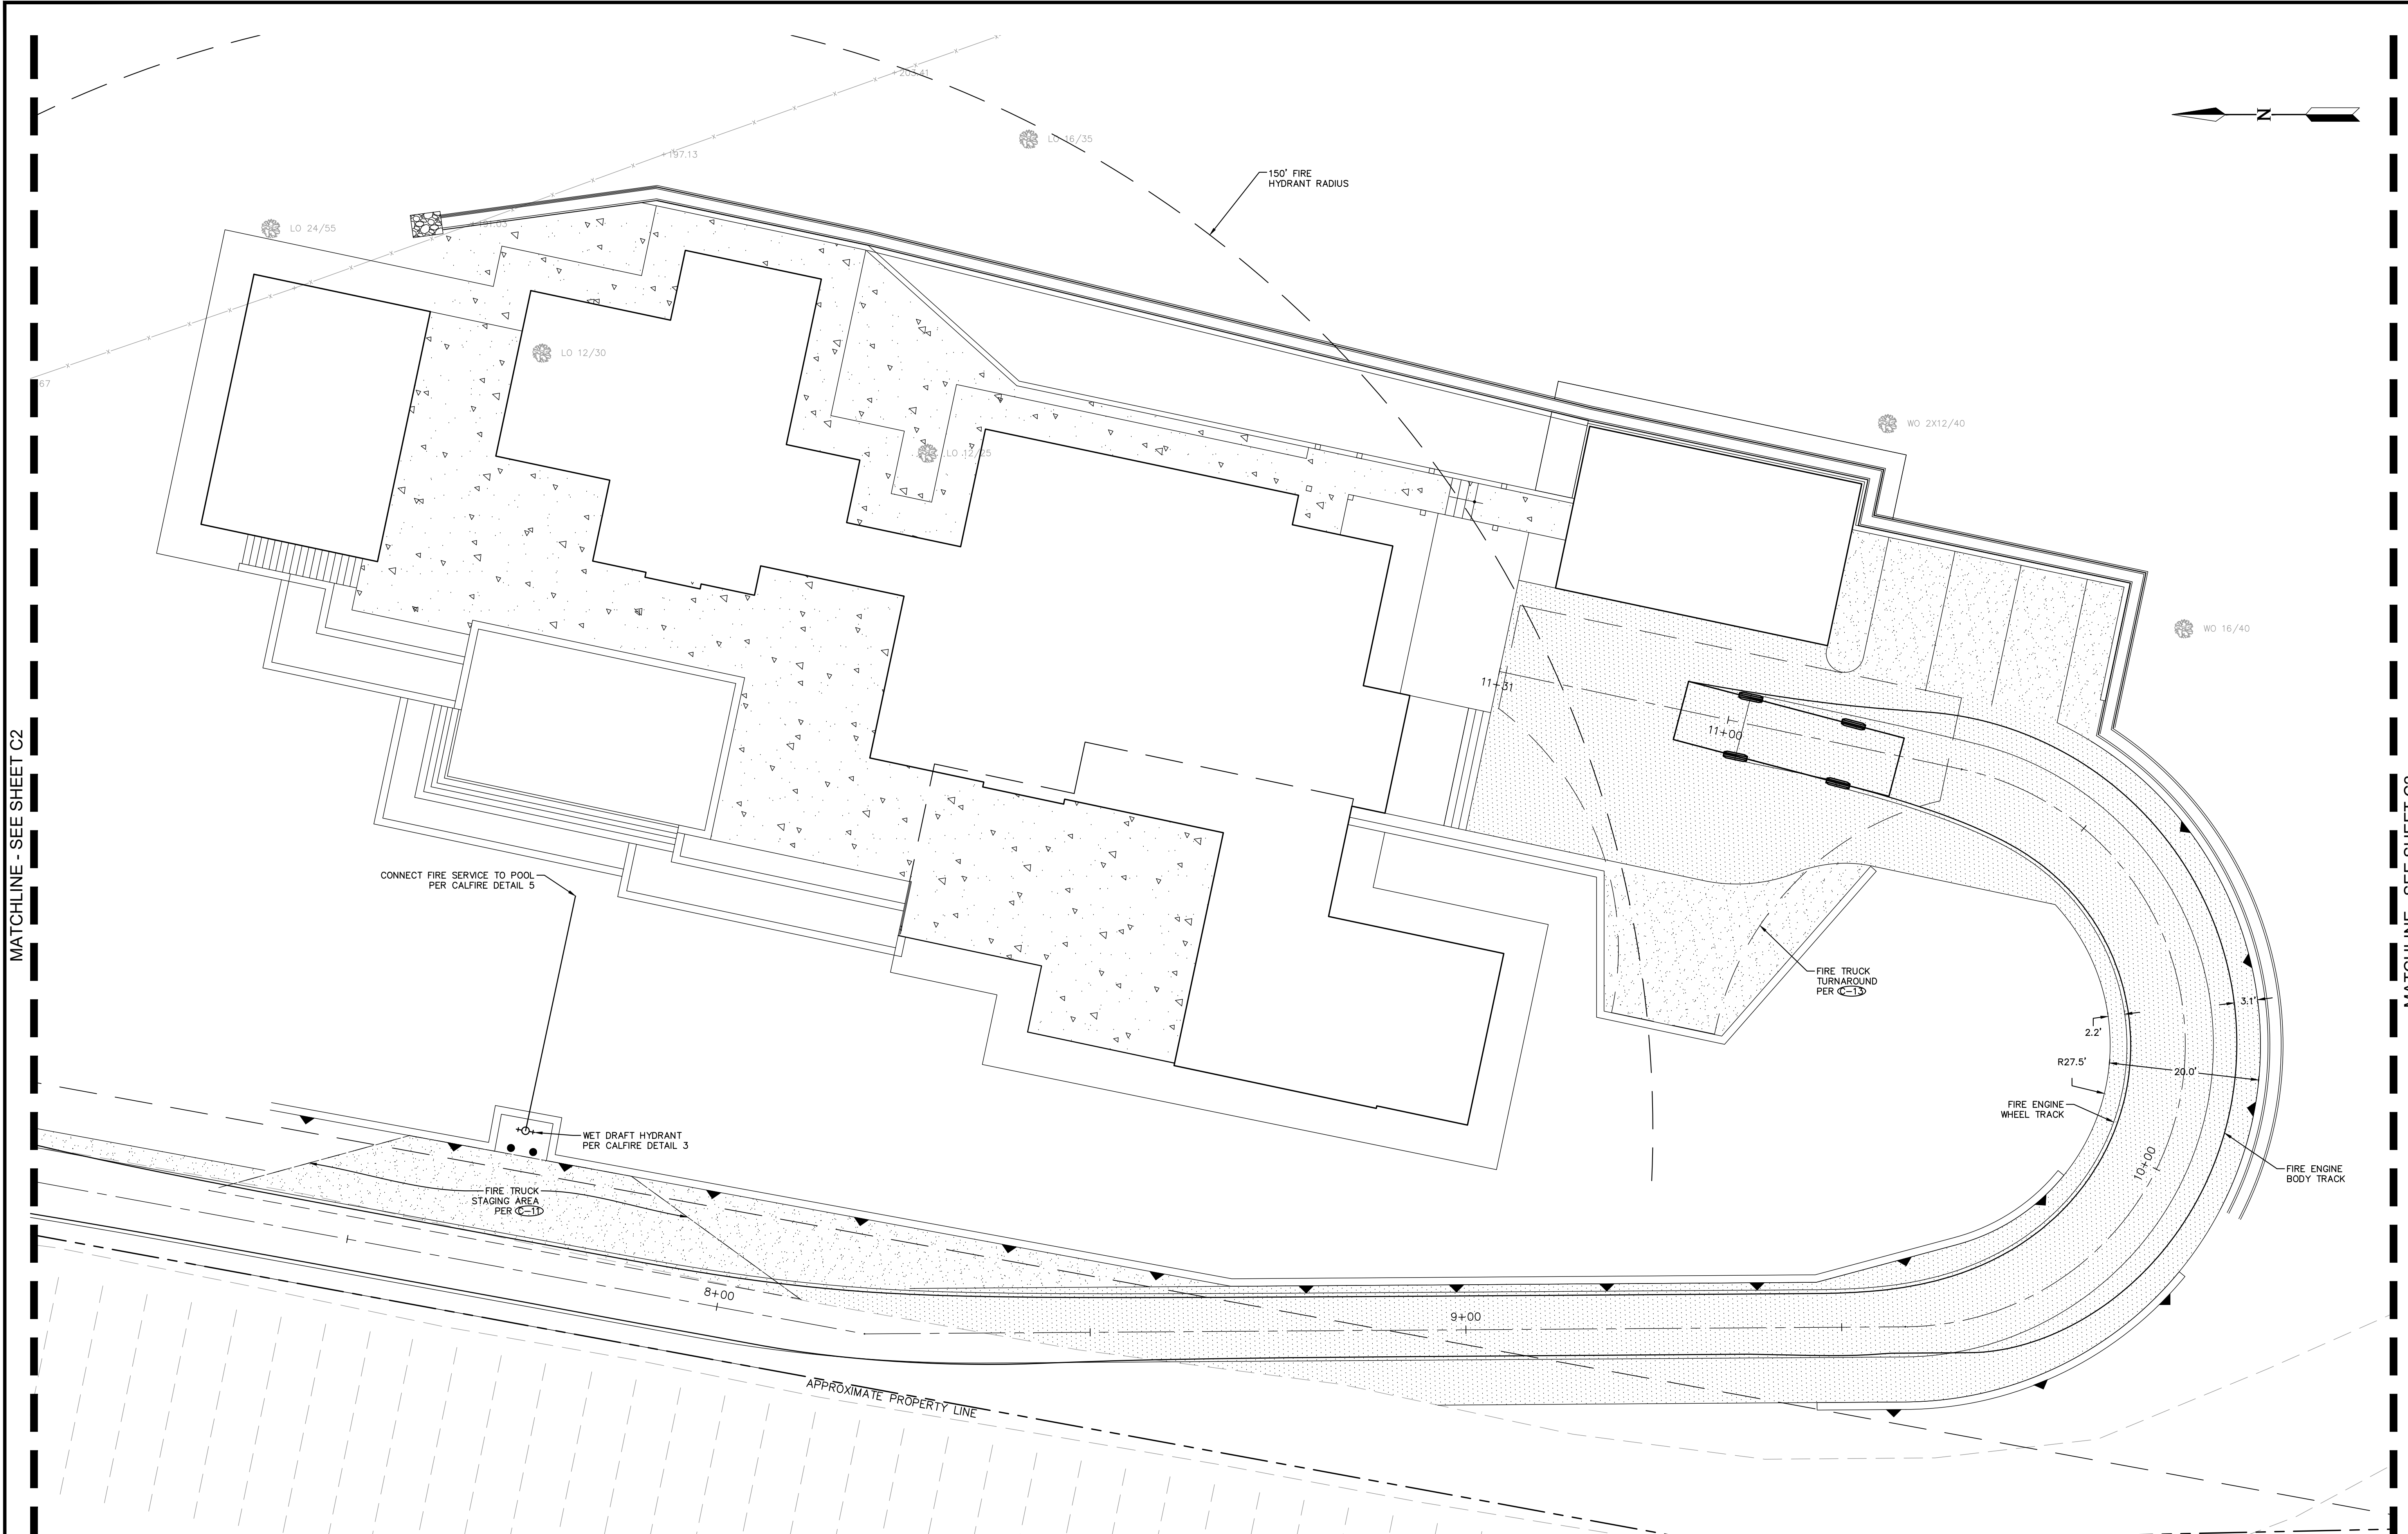 203.41
N
LO 16/35
197.13
150' FIRE
HYDRANT RADIUS
LO 24/55
LO 12/30
67
WO 2X12/40
LO 12/25
WO 16/40
11+31
11+00
MATCHLINE - SEE SHEET C2
CONNECT FIRE SERVICE TO POOL
PER CALFIRE DETAIL 5
FIRE TRUCK
TURNAROUND
PER C-13
3.1'
2.2'
R27.5'
20.0'
FIRE ENGINE
WHEEL TRACK
WET DRAFT HYDRANT
PER CALFIRE DETAIL 3
10+00
FIRE ENGINE
BODY TRACK
FIRE TRUCK
STAGING AREA
PER C-11
8+00
9+00
APPROXIMATE PROPERTY LINE